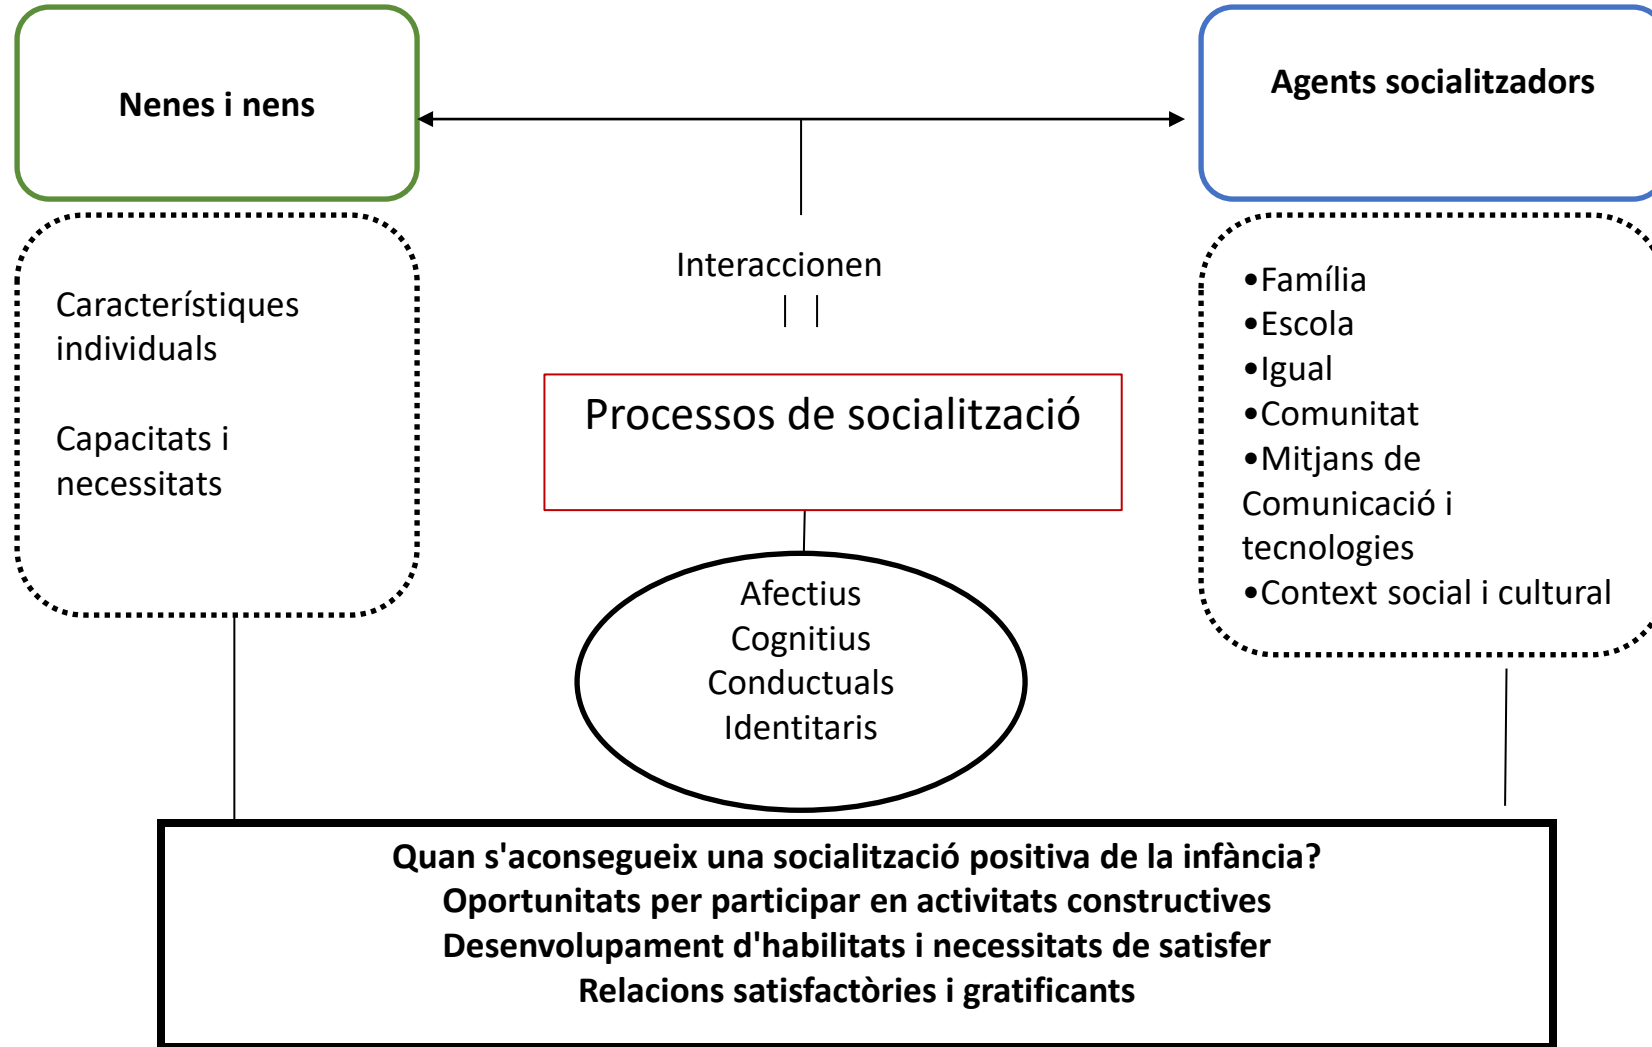 Nenes i nens
Agents socialitzadors
Característiques
individuals
Capacitats i
necessitats
Interaccionen
Processos de socialització
Afectius
Cognitius
Conductuals
Identitaris
•Família
•Escola
•Igual
•Comunitat
•Mitjans de
Comunicació i
tecnologies
•Context social i cultural
Quan s'aconsegueix una socialització positiva de la infància?
Oportunitats per participar en activitats constructives
Desenvolupament d'habilitats i necessitats de satisfer
Relacions satisfactòries i gratificants